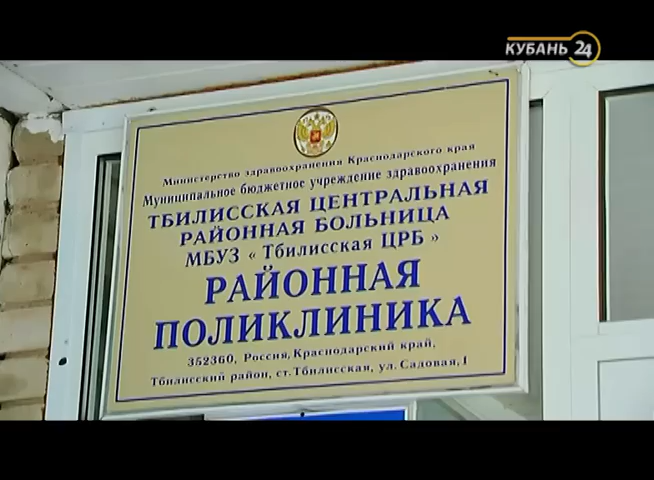 КУБАНЬ 24
Министерство здравоохранения Краснодарского края
Муниципальное бюджетное учреждение здравоохранения
ТБИЛИССКАЯ ЦЕНТРАЛЬНАЯ
РАЙОННАЯ БОЛЬНИЦА
МБУЗ « Тбилисская ЦРБ »
РАЙОННАЯ
ПОЛИКЛИНИКА
352360, Россия, Краснодарский край,
Тбилисский район, ст. Тбилисская, ул. Садовая, 1